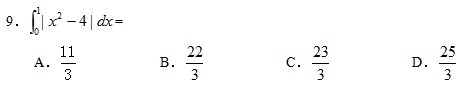 9. ∫₀¹| x² − 4 | dx=
A. 11/3 B. 22/3 C. 23/3 D. 25/3